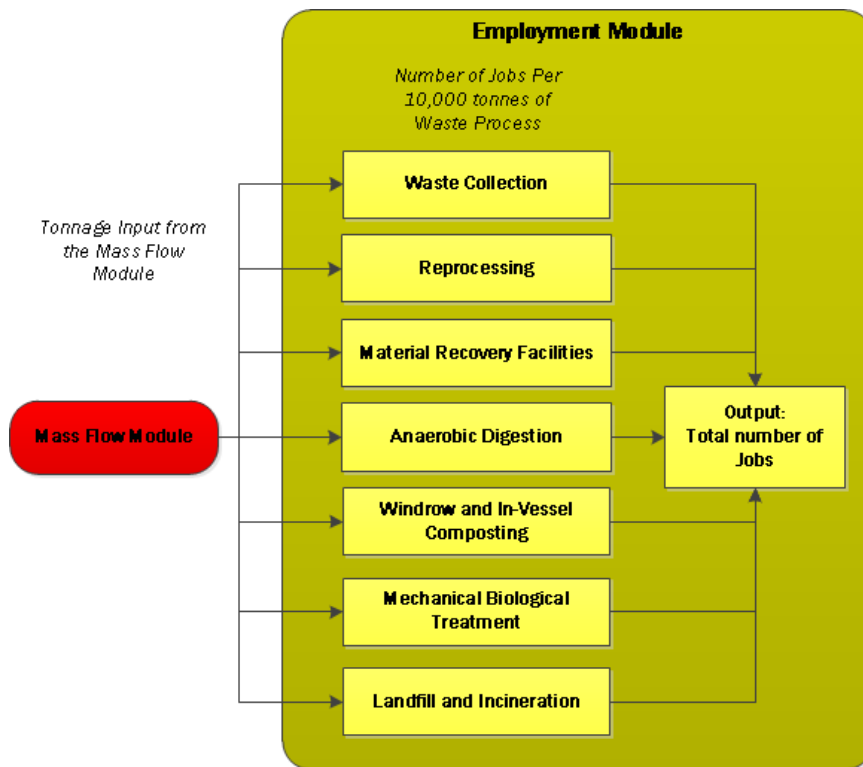 Employment Module
Number of Jobs Per
10,000 tonnes of
Waste Process
Waste Collection
Tonnage Input from
the Mass Flow
Module
Reprocessing
Material Recovery Facilities
Mass Flow Module
Anaerobic Digestion
Output:
Total number of
Jobs
Windrow and In-Vessel
Composting
Mechanical Biological
Treatment
Landfill and Incineration